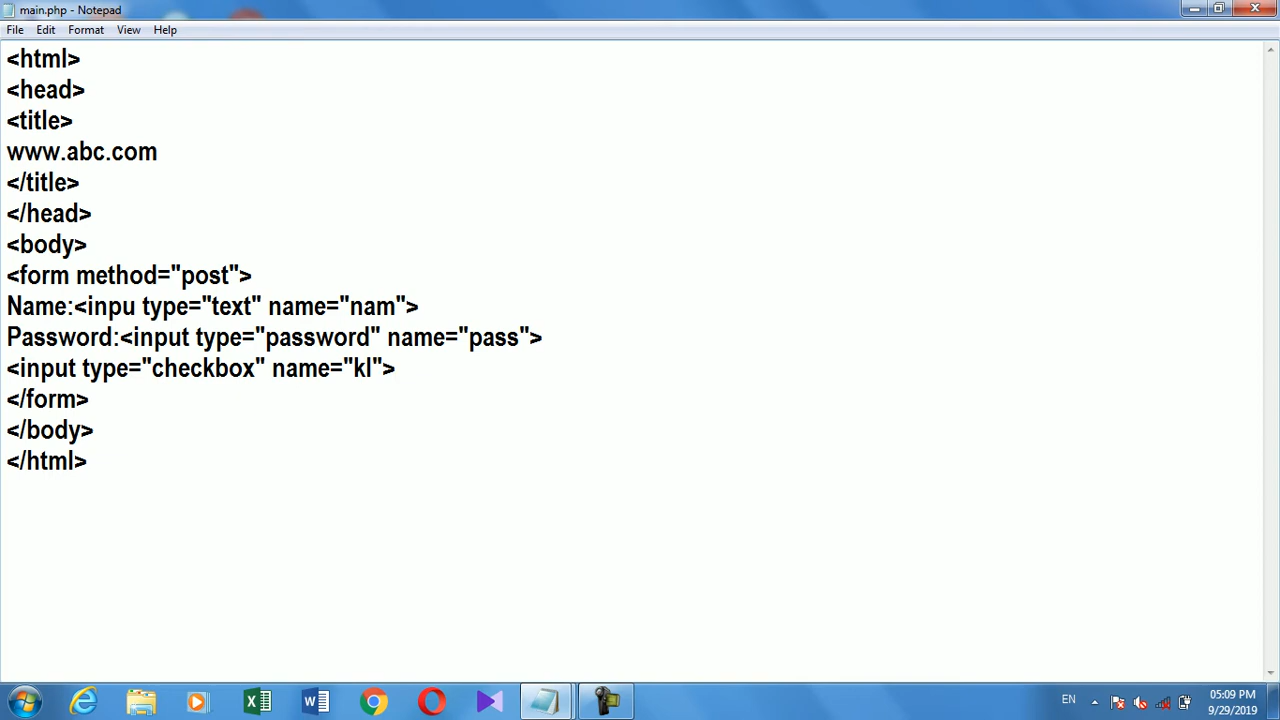 main.php - Notepad
File Edit Format View Help
<html>
<head>
<title>
www.abc.com
</title>
</head>
<body>
<form method="post">
Name:<inpu type="text" name="nam">
Password:<input type="password" name="pass">
<input type="checkbox" name="kl">
</form>
</body>
</html>
EN
05:09 PM
9/29/2019